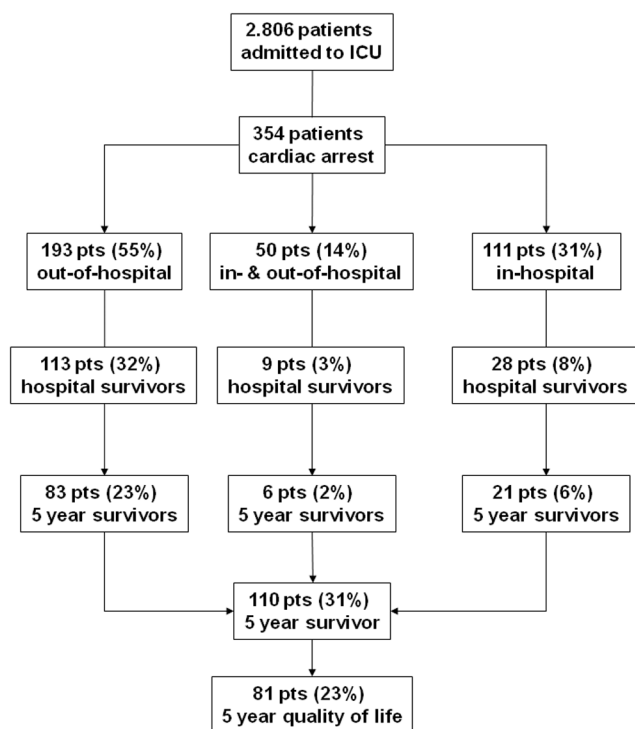 2.806 patients
admitted to ICU
354 patients
cardiac arrest
193 pts (55%)
out-of-hospital
50 pts (14%)
in- & out-of-hospital
111 pts (31%)
in-hospital
113 pts (32%)
hospital survivors
9 pts (3%)
hospital survivors
28 pts (8%)
hospital survivors
83 pts (23%)
5 year survivors
6 pts (2%)
5 year survivors
21 pts (6%)
5 year survivors
110 pts (31%)
5 year survivor
81 pts (23%)
5 year quality of life